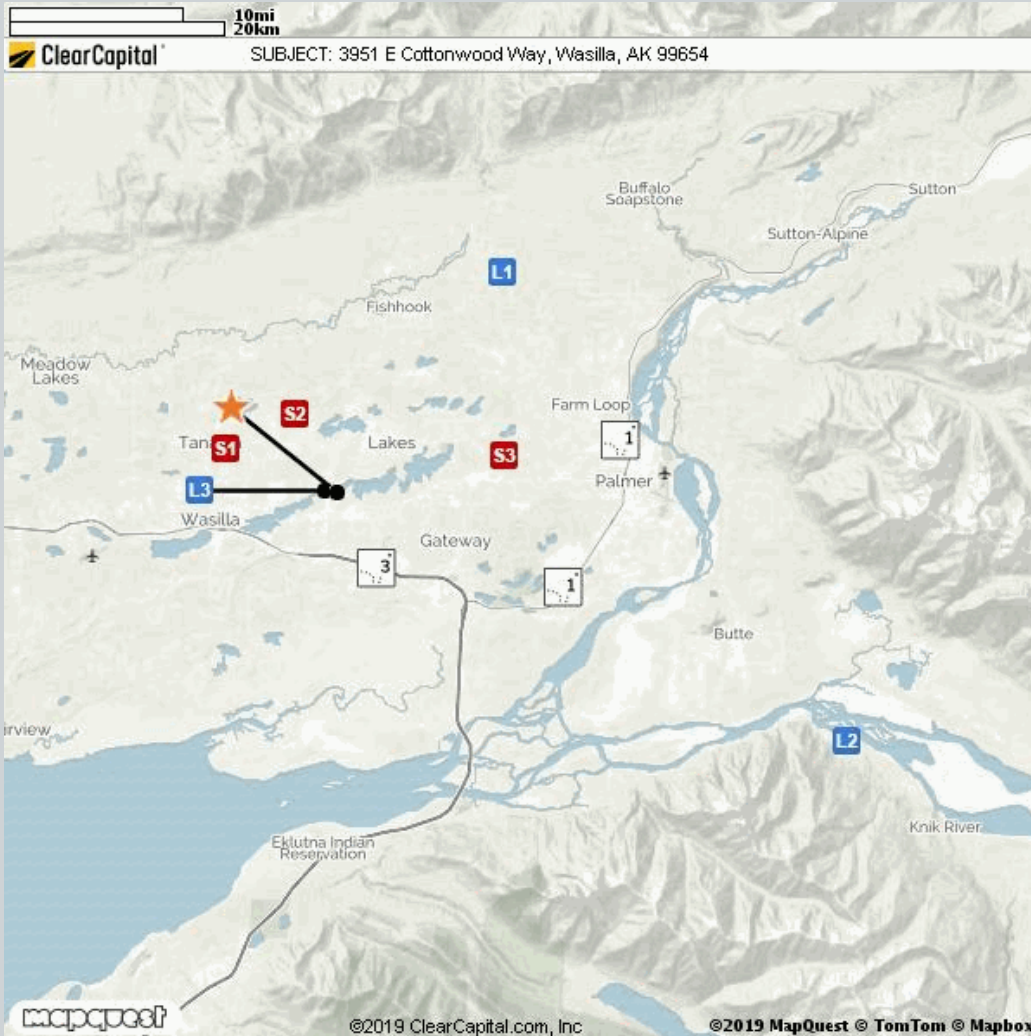 10mi
20km
ClearCapital
SUBJECT: 3951 E Cottonwood Way, Wasilla, AK 99654
Buffalo
Soapstone
Sutton
Sutton-Alpine
L1
Fishhook
Meadow
Lakes
S2
Farm Loop
Tan
S1
Lakes
S3
1
Palmer
L3
Wasilla
Gateway
3
1
Butte
irview
L2
Knik River
Eklutna Indian
Reservation
mapquest
©2019 ClearCapital.com, Inc
©2019 MapQuest © TomTom © Mapbox